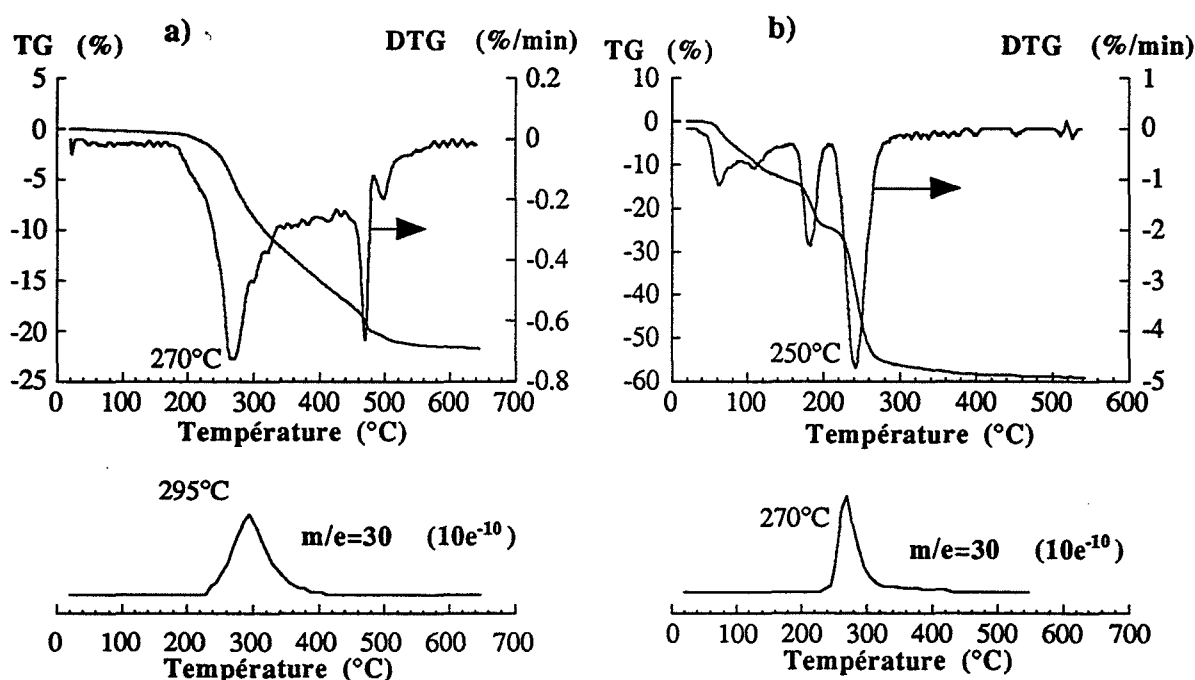 a)
TG (%)
DTG (%/min)
5
0
-5
-10
-15
-20
-25
0.2
0
-0.2
-0.4
-0.6
-0.8
270°C
0 100 200 300 400 500 600 700
Température (°C)
295°C
m/e=30 (10e-10)
0 100 200 300 400 500 600 700
Température (°C)
b)
TG (%)
DTG (%/min)
10
0
-10
-20
-30
-40
-50
-60
1
0
-1
-2
-3
-4
-5
250°C
0 100 200 300 400 500 600
Température (°C)
270°C
m/e=30 (10e-10)
0 100 200 300 400 500 600 700
Température (°C)